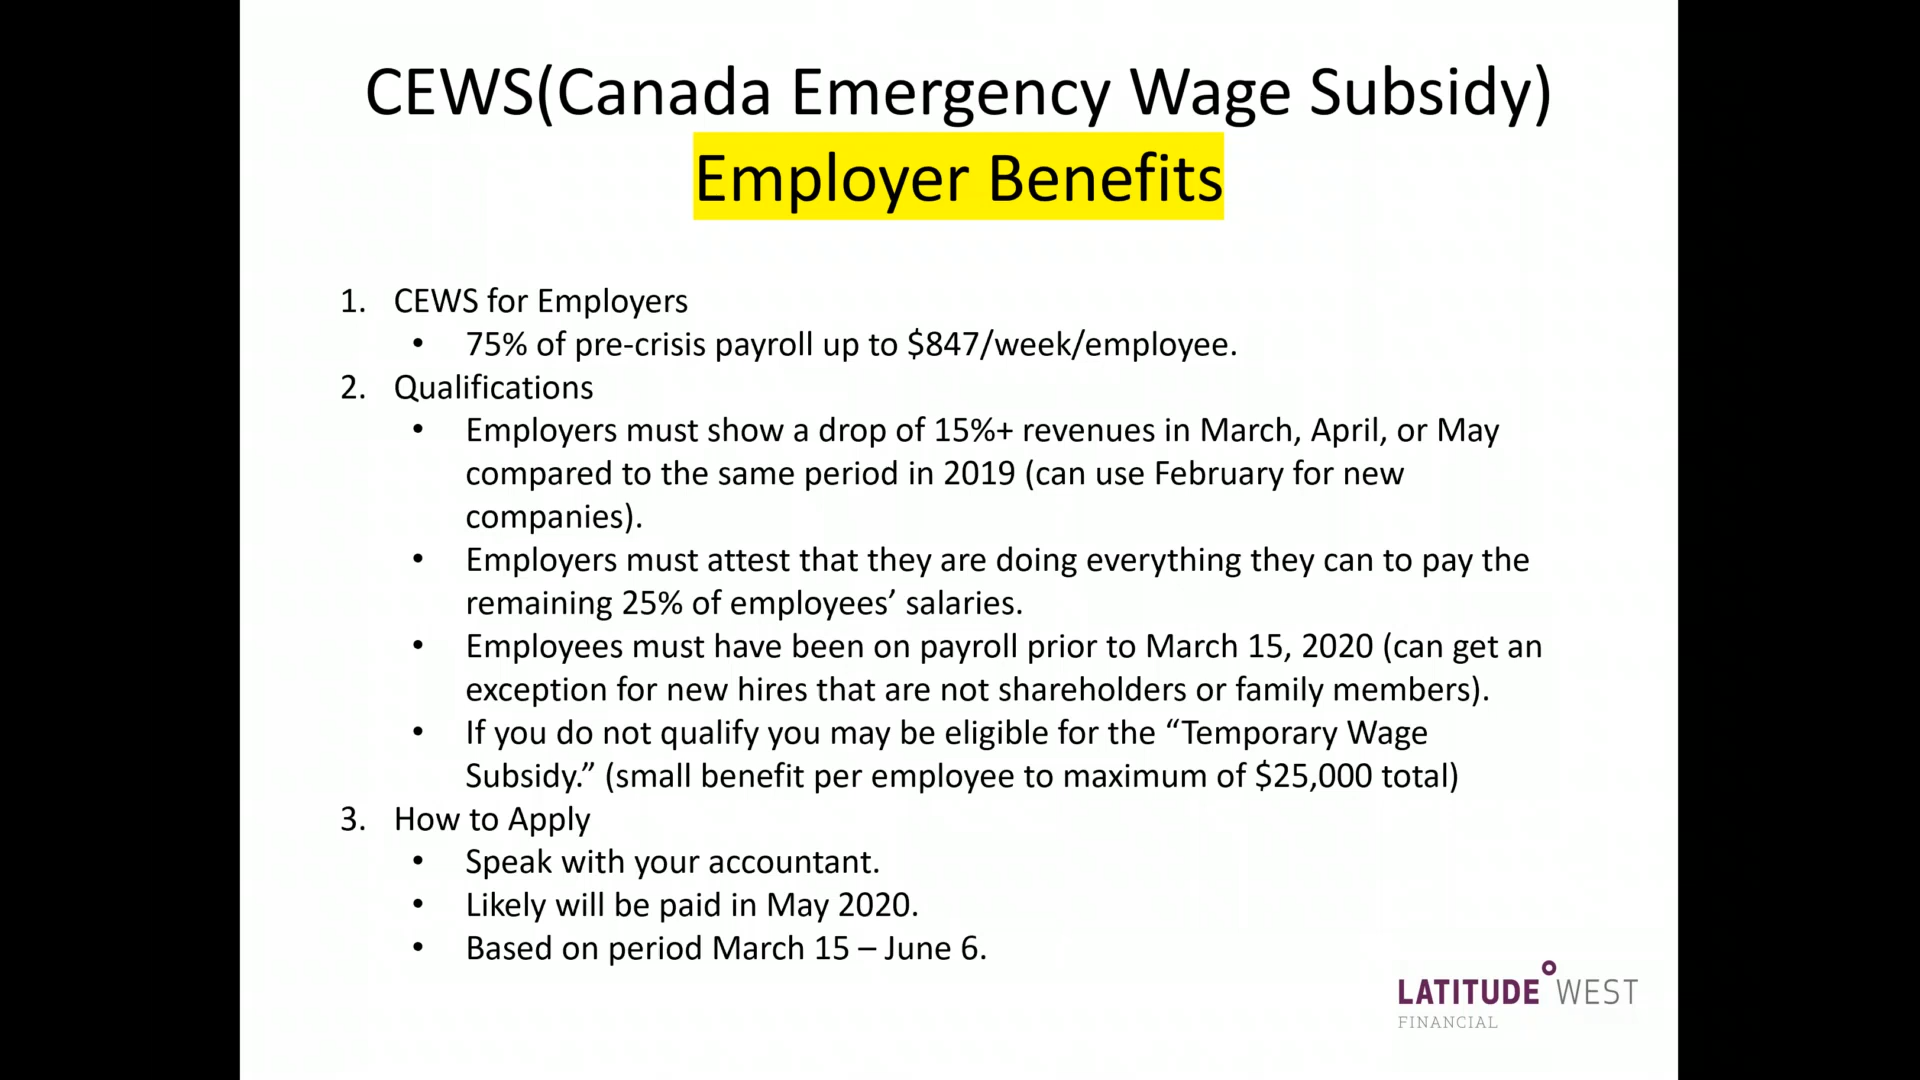 CEWS(Canada Emergency Wage Subsidy)
Employer Benefits
1. CEWS for Employers
• 75% of pre-crisis payroll up to $847/week/employee.
2. Qualifications
• Employers must show a drop of 15%+ revenues in March, April, or May
compared to the same period in 2019 (can use February for new
companies).
• Employers must attest that they are doing everything they can to pay the
remaining 25% of employees’ salaries.
• Employees must have been on payroll prior to March 15, 2020 (can get an
exception for new hires that are not shareholders or family members).
• If you do not qualify you may be eligible for the “Temporary Wage
Subsidy.” (small benefit per employee to maximum of $25,000 total)
3. How to Apply
• Speak with your accountant.
• Likely will be paid in May 2020.
• Based on period March 15 – June 6.
LATITUDE WEST
FINANCIAL